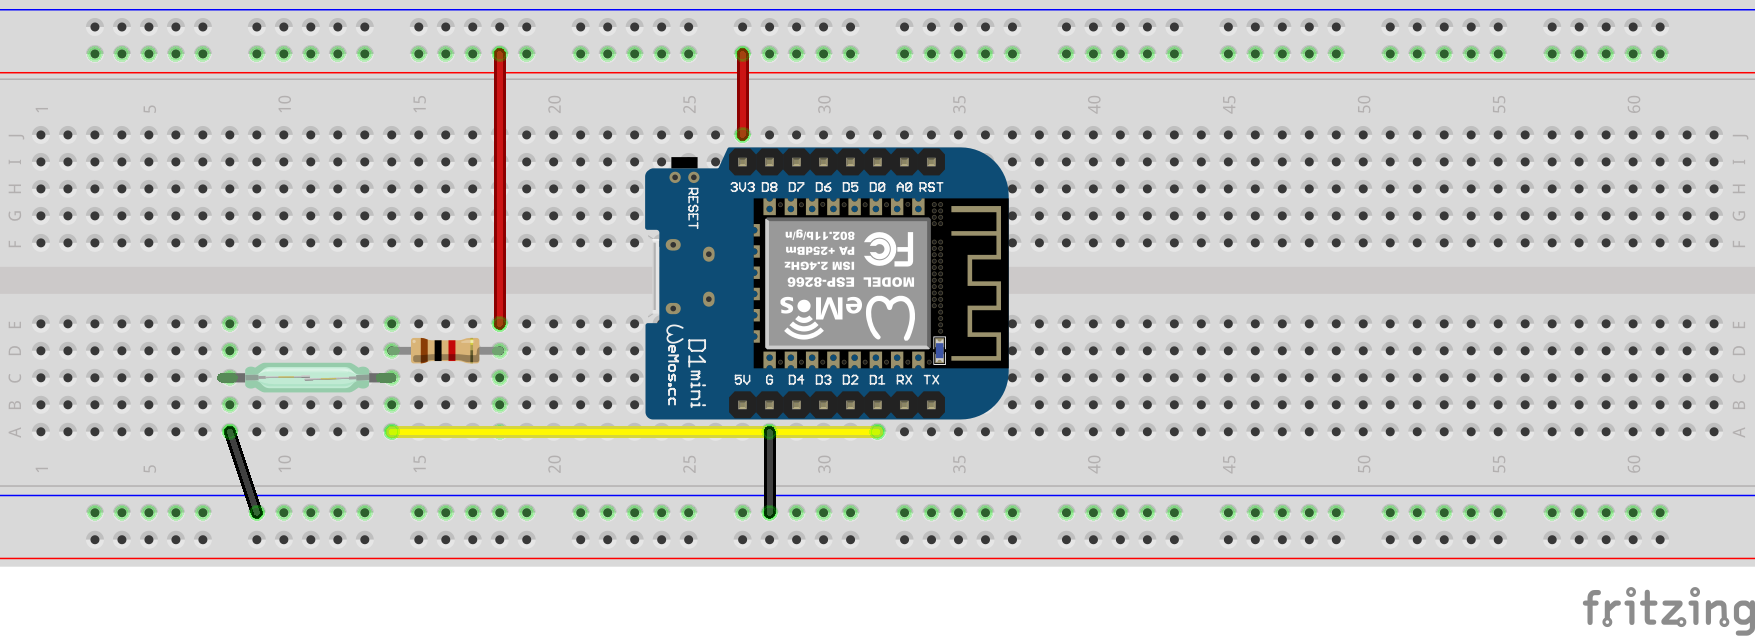 1 5 10 15 20 25 30 35 40 45 50 55 60
J J
I I
H H
G G
F F
3V3 D8 D7 D6 D5 D0 A0 RST
RESET
802.11b/g/n
PA +25dBm
ISM 2.4GHz
FC
MODEL ESP-8266
WeMos
E E
D D
C C
B B
A A
WeMos.cc
D1mini
5V G D4 D3 D2 D1 RX TX
1 5 10 15 20 25 30 35 40 45 50 55 60
fritzing